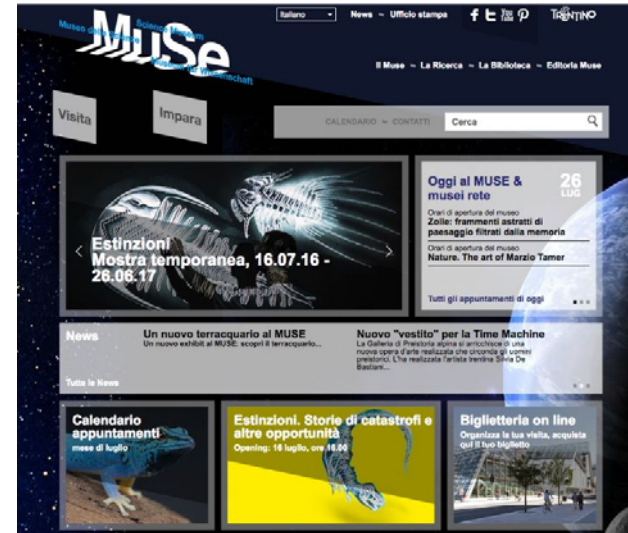 Italiano
News ~ Ufficio stampa
f
You Tube
TRENTINO
Museo delle Scienze
Science Museum
MUSe
Museum für Wissenschaft
Il Muse ~ La Ricerca ~ La Biblioteca ~ Editoria Muse
Visita
Impara
CALENDARIO ~ CONTATTI
Cerca
Estinzioni
Mostra temporanea, 16.07.16 -
26.06.17
Oggi al MUSE &
musei rete
26
LUG
Orari di apertura del museo
Zolle: frammenti astratti di
paesaggio filtrati dalla memoria
Orari di apertura del museo
Nature. The art of Marzio Tamer
Tutti gli appuntamenti di oggi
News
Un nuovo terracquario al MUSE
Un nuovo exhibit al MUSE: scopri il terracquario...
Tutte le News
Nuovo "vestito" per la Time Machine
La Galleria di Preistoria alpina si arricchisce di una
nuova opera d'arte realizzata che circonda gli uomini
preistorici. L'ha realizzata l'artista trentina Silvia De
Bastiani...
Calendario
appuntamenti
mese di luglio
Estinzioni. Storie di catastrofi e
altre opportunità
Opening: 16 luglio, ore 16.00
Biglietteria on line
Organizza la tua visita, acquista
qui il tuo biglietto